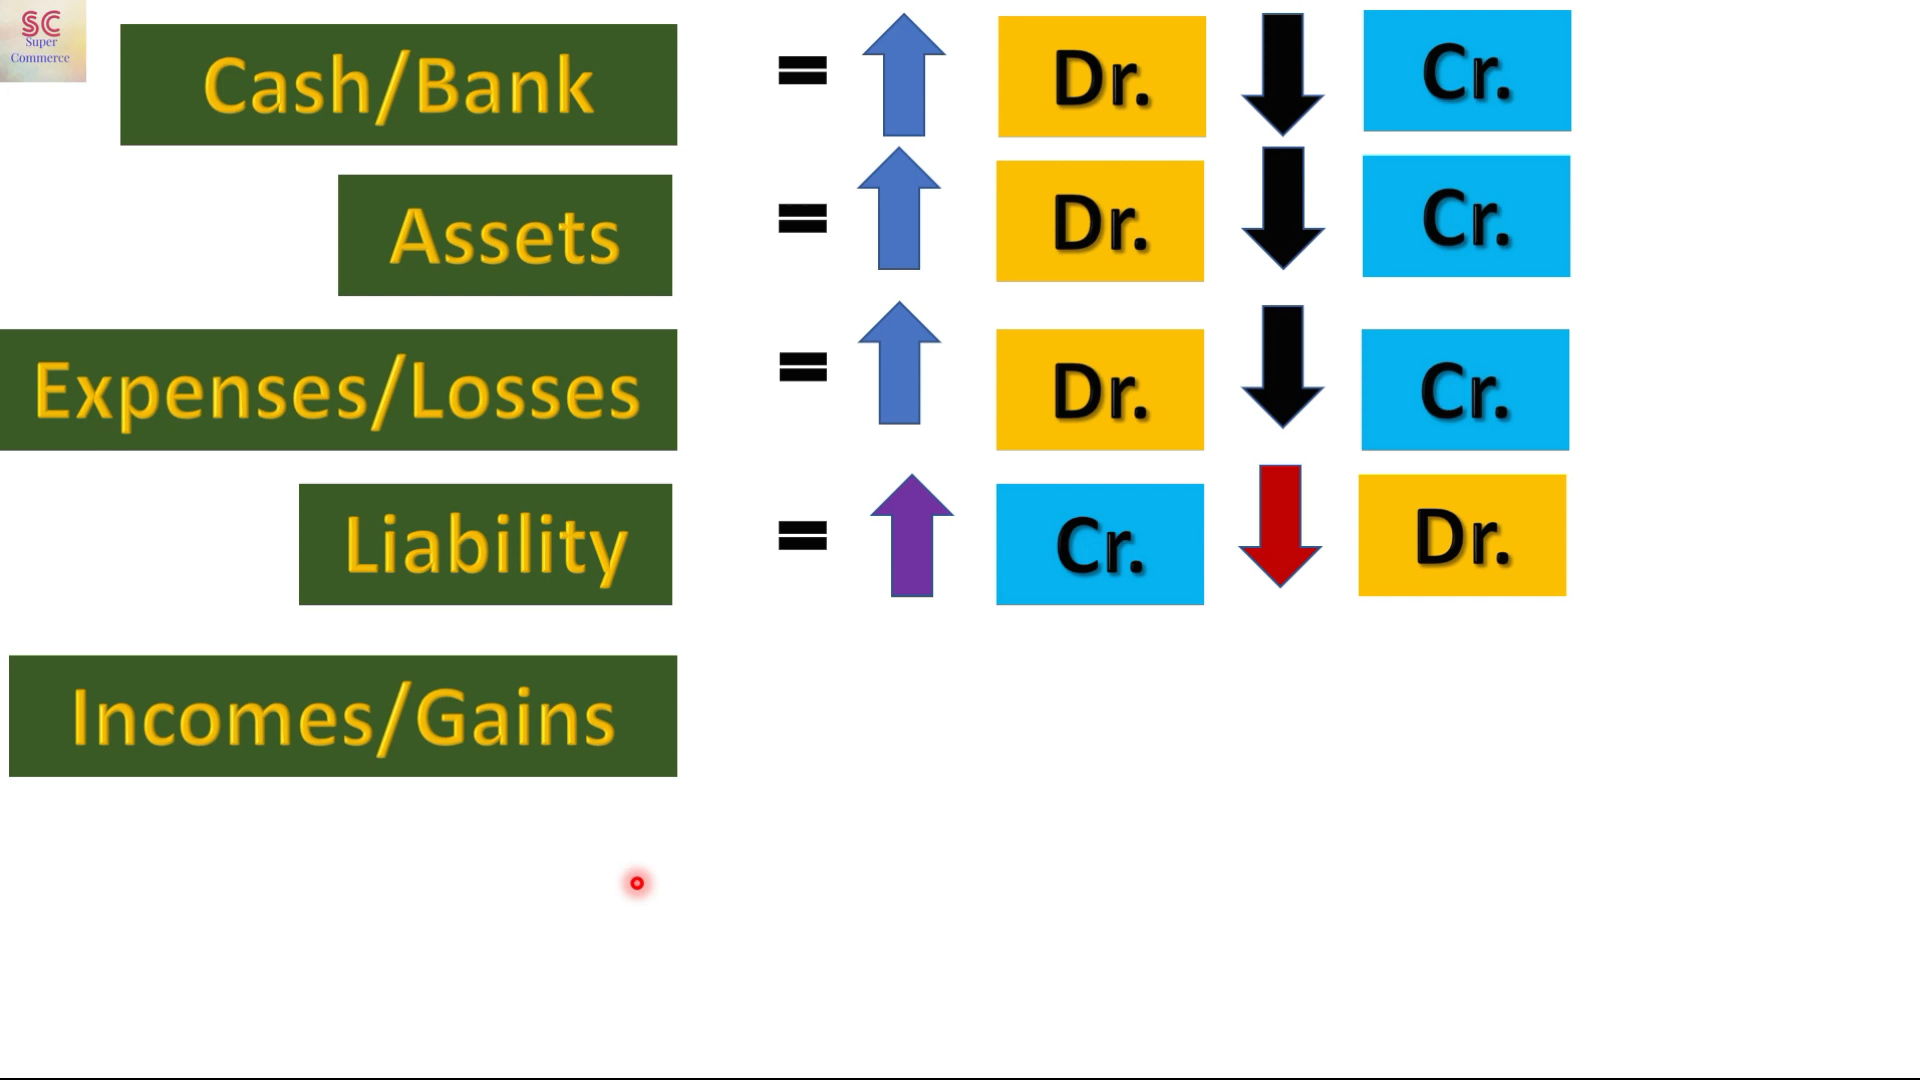 SC
Super
Commerce
Cash/Bank = Dr. Cr.
Assets = Dr. Cr.
Expenses/Losses = Dr. Cr.
Liability = Cr. Dr.
Incomes/Gains